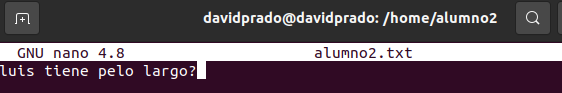 davidprado@davidprado: /home/alumno2
GNU nano 4.8 alumno2.txt
luis tiene pelo largo?